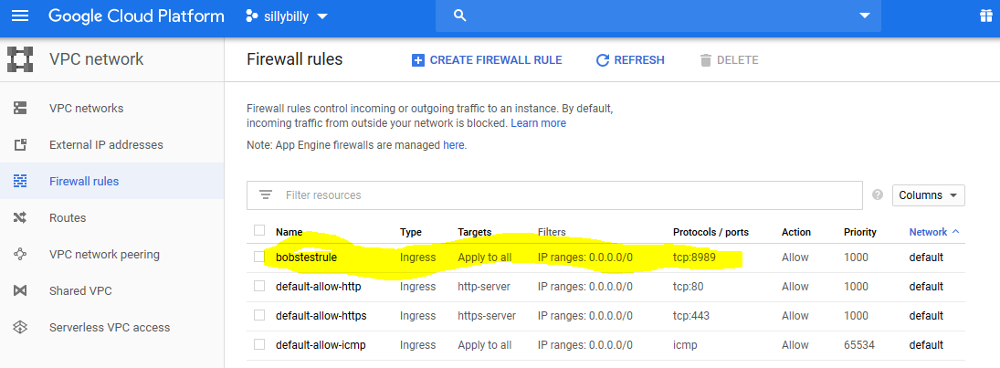 Google Cloud Platform sillybilly
VPC network
Firewall rules CREATE FIREWALL RULE REFRESH DELETE
VPC networks
External IP addresses
Firewall rules
Routes
VPC network peering
Shared VPC
Serverless VPC access
Firewall rules control incoming or outgoing traffic to an instance. By default,
incoming traffic from outside your network is blocked. Learn more
Note: App Engine firewalls are managed here.
Filter resources ? Columns
Name Type Targets Filters Protocols / ports Action Priority Network
bobstestrule Ingress Apply to all IP ranges: 0.0.0.0/0 tcp:8989 Allow 1000 default
default-allow-http Ingress http-server IP ranges: 0.0.0.0/0 tcp:80 Allow 1000 default
default-allow-https Ingress https-server IP ranges: 0.0.0.0/0 tcp:443 Allow 1000 default
default-allow-icmp Ingress Apply to all IP ranges: 0.0.0.0/0 icmp Allow 65534 default